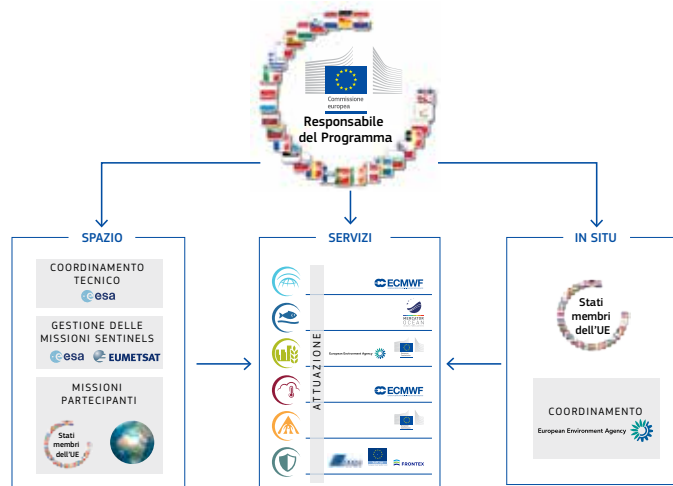 Commissione
europea
Responsabile
del Programma
SPAZIO
COORDINAMENTO
TECNICO
esa
GESTIONE DELLE
MISSIONI SENTINELS
esa EUMETSAT
MISSIONI
PARTECIPANTI
Stati
membri
dell'UE
SERVIZI
ATTUAZIONE
ECMWF
MERCATOR
OCEAN
European Environment Agency
ECMWF
FRONTEX
IN SITU
Stati
membri
dell'UE
COORDINAMENTO
European Environment Agency